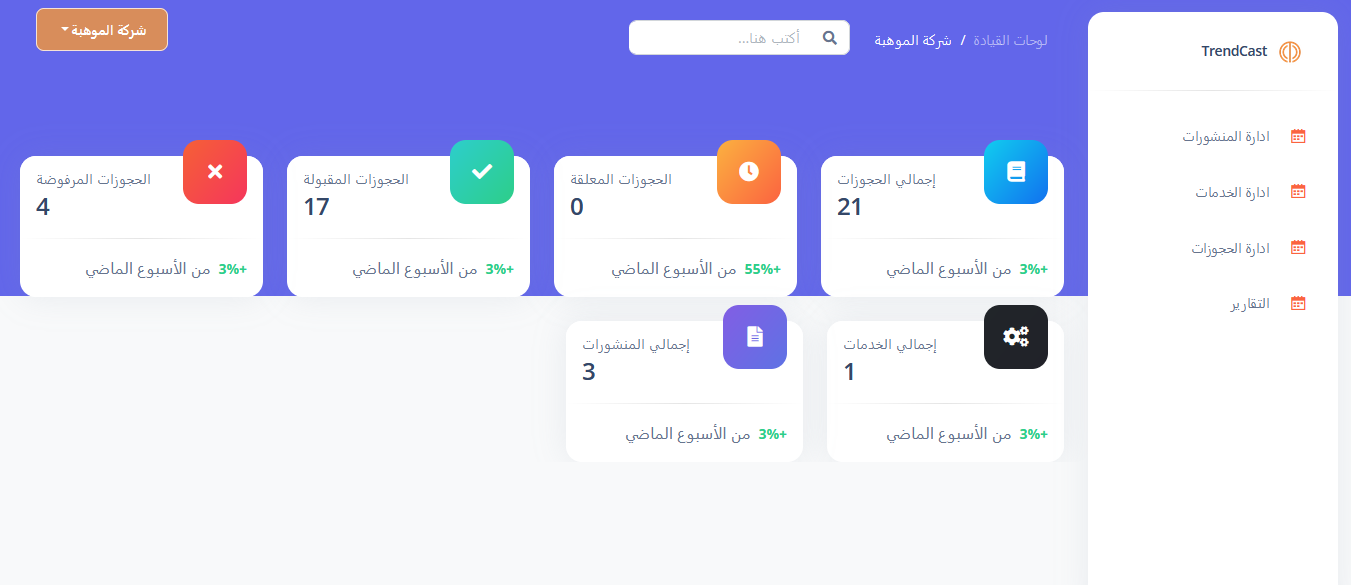 TrendCast
ادارة المنشورات
ادارة الخدمات
ادارة الحجوزات
التقارير
لوحات القيادة / شركة الموهبة
أكتب هنا...
شركة الموهبة
إجمالي الحجوزات
21
+3% من الأسبوع الماضي
الحجوزات المعلقة
0
+55% من الأسبوع الماضي
الحجوزات المقبولة
17
+3% من الأسبوع الماضي
الحجوزات المرفوضة
4
+3% من الأسبوع الماضي
إجمالي الخدمات
1
+3% من الأسبوع الماضي
إجمالي المنشورات
3
+3% من الأسبوع الماضي